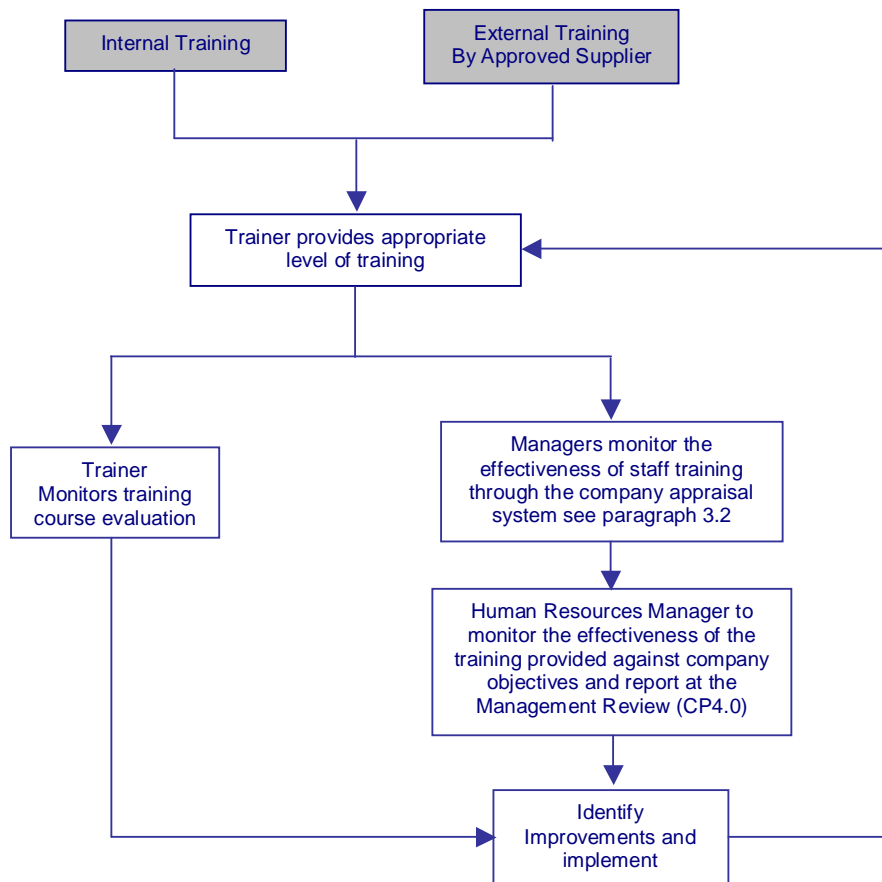 Internal Training
External Training
By Approved Supplier
Trainer provides appropriate
level of training
Trainer
Monitors training
course evaluation
Managers monitor the
effectiveness of staff training
through the company appraisal
system see paragraph 3.2
Human Resources Manager to
monitor the effectiveness of the
training provided against company
objectives and report at the
Management Review (CP4.0)
Identify
Improvements and
implement